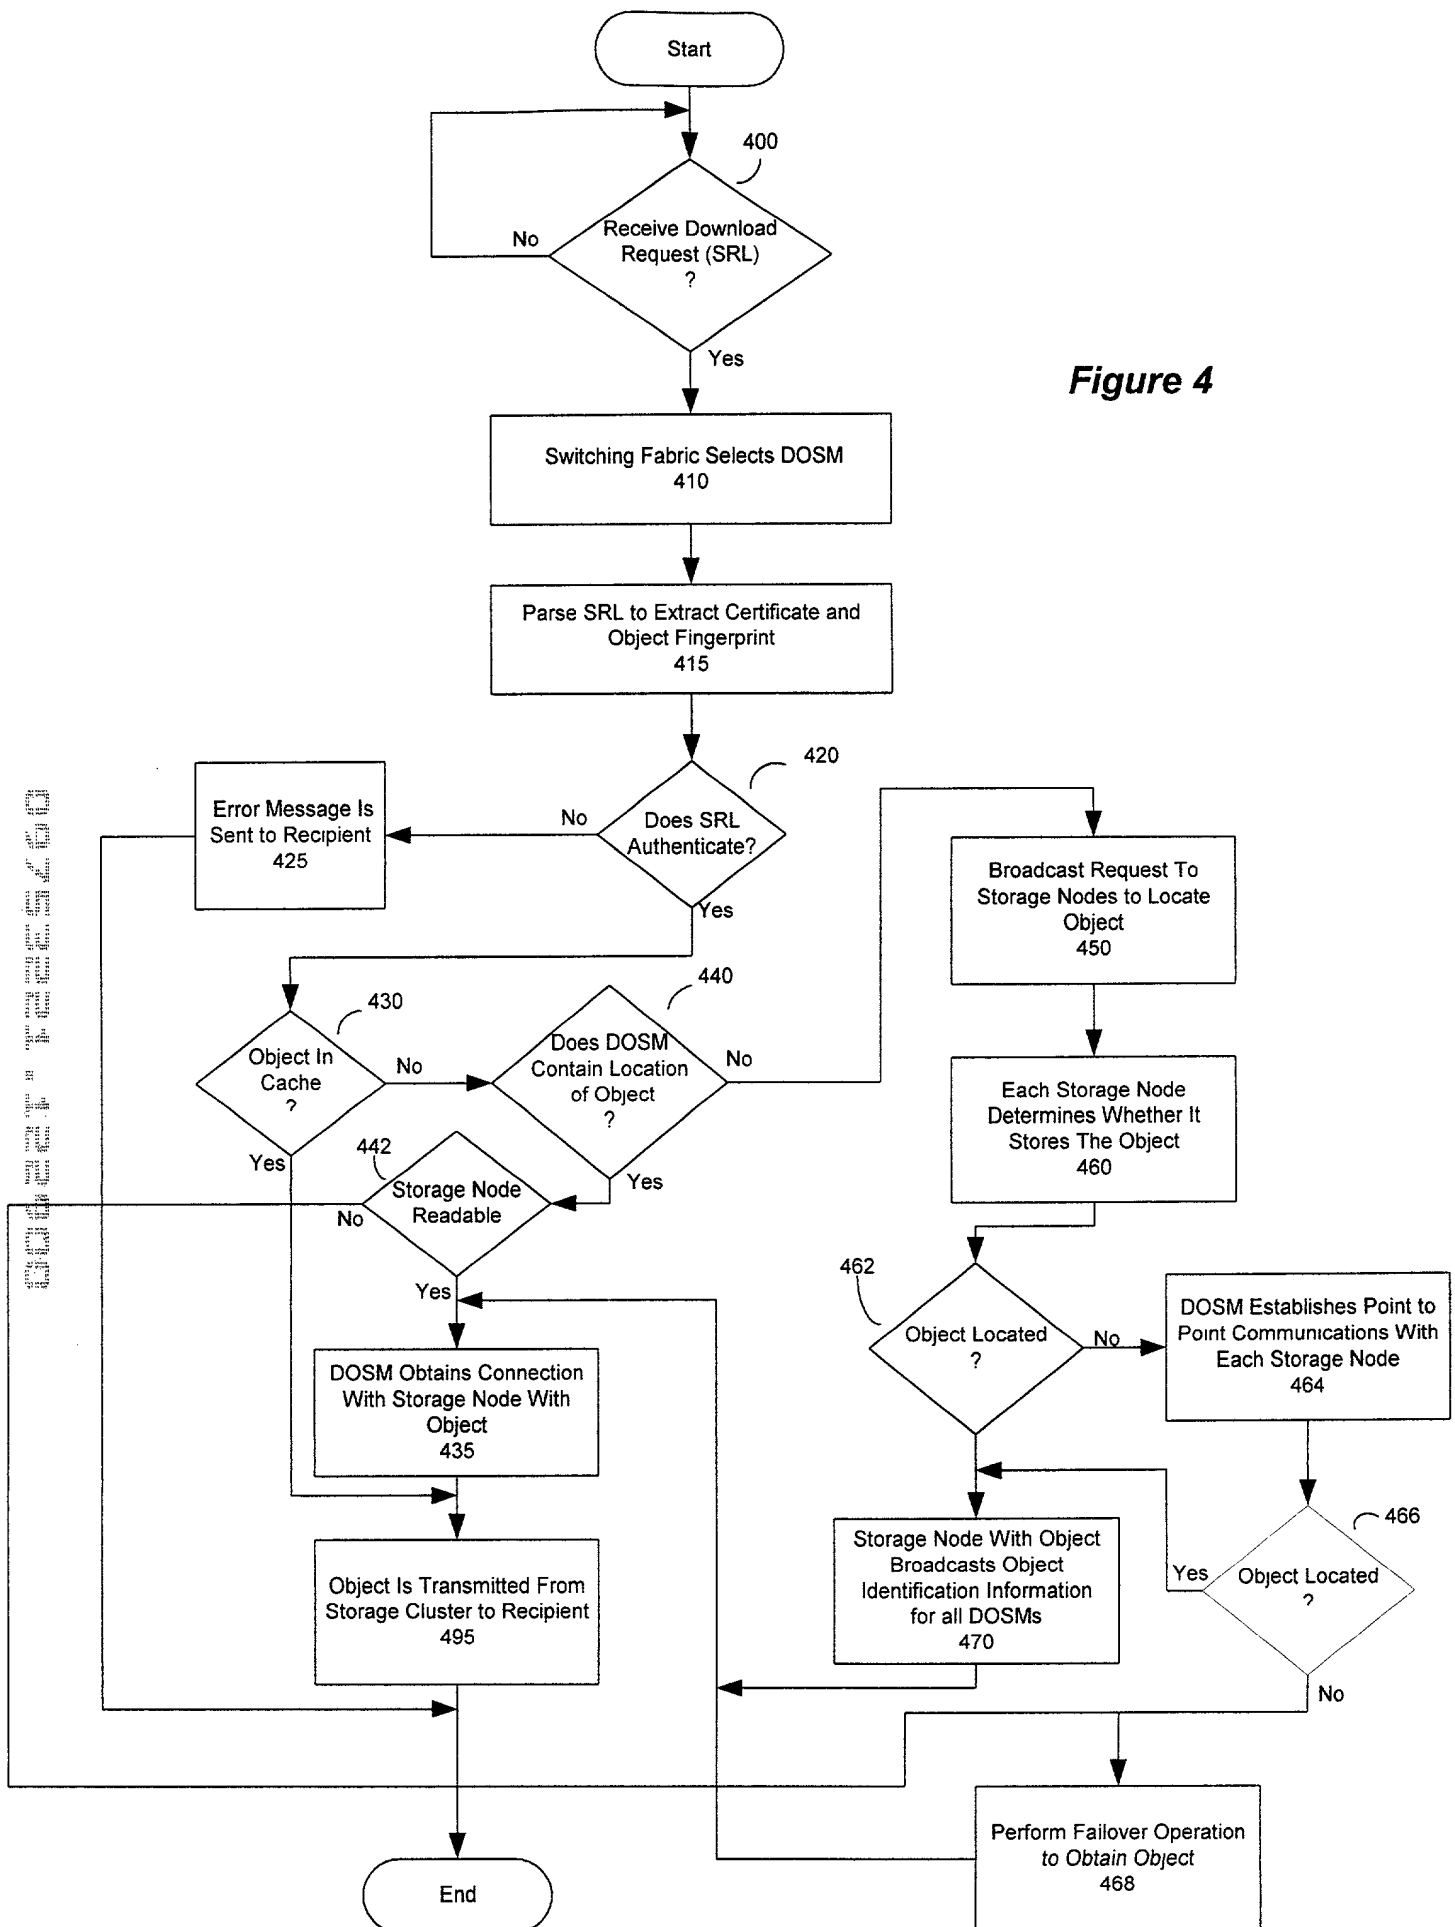 Start
400
Receive Download
Request (SRL)
?
No
Yes
Figure 4
Switching Fabric Selects DOSM
410
Parse SRL to Extract Certificate and
Object Fingerprint
415
420
Does SRL
Authenticate?
No
Yes
Error Message Is
Sent to Recipient
425
Broadcast Request To
Storage Nodes to Locate
Object
450
430
Object In
Cache
?
No
Yes
440
Does DOSM
Contain Location
of Object
?
No
Yes
442
Storage Node
Readable
No
Yes
Each Storage Node
Determines Whether It
Stores The Object
460
462
Object Located
?
No
DOSM Establishes Point to
Point Communications With
Each Storage Node
464
DOSM Obtains Connection
With Storage Node With
Object
435
466
Object Located
?
Yes
No
Storage Node With Object
Broadcasts Object
Identification Information
for all DOSMs
470
Object Is Transmitted From
Storage Cluster to Recipient
495
Perform Failover Operation
to Obtain Object
468
End